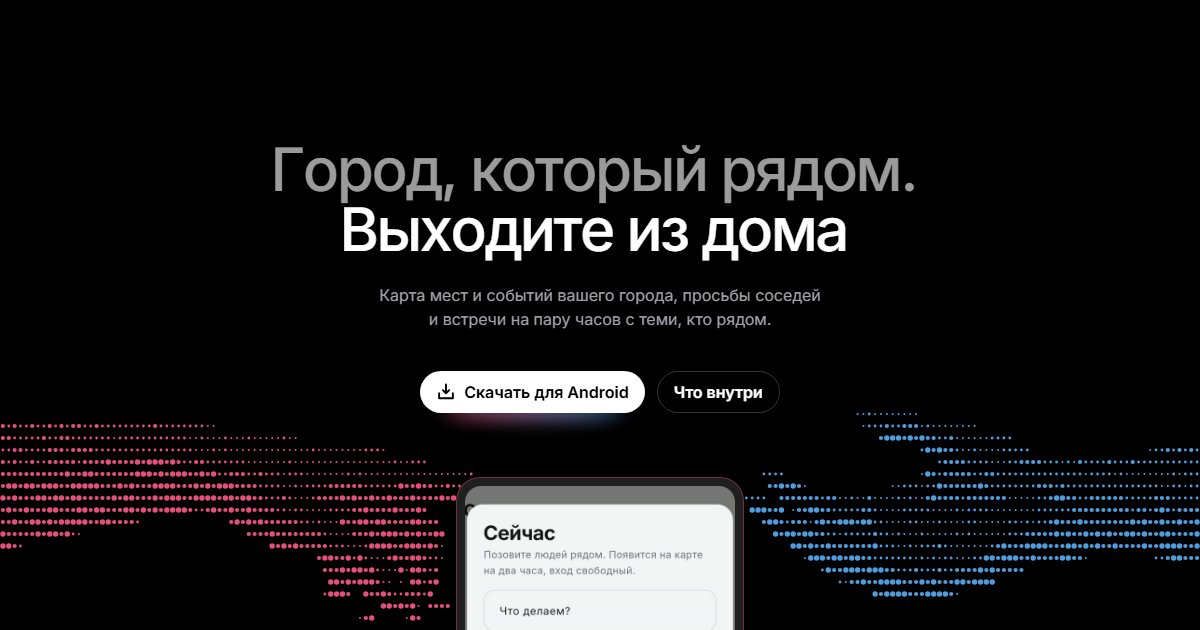 Город, который рядом.
Выходите из дома
Карта мест и событий вашего города, просьбы соседей
и встречи на пару часов с теми, кто рядом.
Скачать для Android
Что внутри
Сейчас
Позовите людей рядом. Появится на карте
на два часа, вход свободный.
Что делаем?